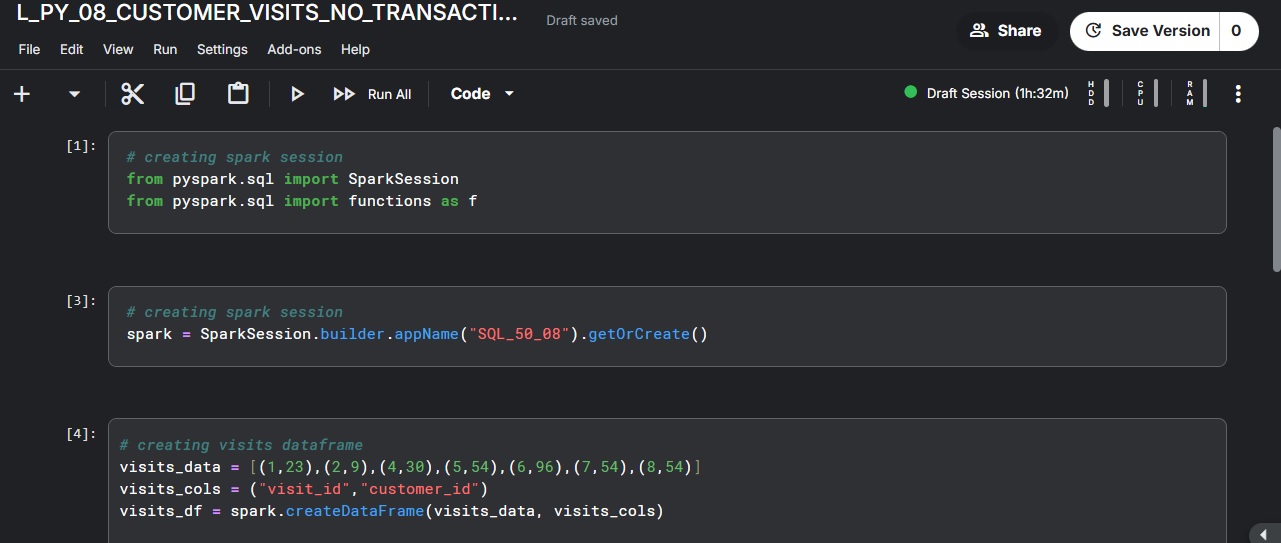 L_PY_08_CUSTOMER_VISITS_NO_TRANSACTI...
Draft saved
Share
Save Version
0
File Edit View Run Settings Add-ons Help
Run All
Code
Draft Session (1h:32m)
HDD
CPU
RAM
[1]:
# creating spark session
from pyspark.sql import SparkSession
from pyspark.sql import functions as f
[3]:
# creating spark session
spark = SparkSession.builder.appName("SQL_50_08").getOrCreate()
[4]:
# creating visits dataframe
visits_data = [(1,23),(2,9),(4,30),(5,54),(6,96),(7,54),(8,54)]
visits_cols = ("visit_id","customer_id")
visits_df = spark.createDataFrame(visits_data, visits_cols)